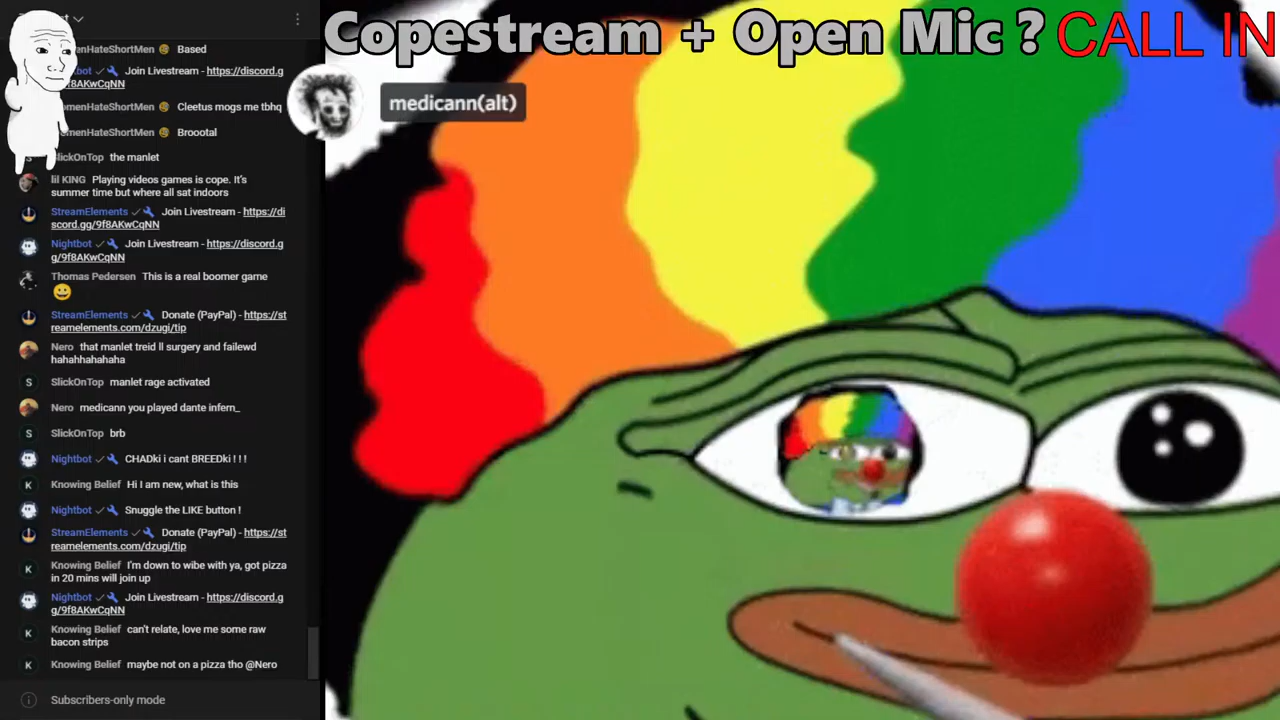 Copestream + Open Mic ? CALL IN
medicann(alt)
menHateShortMen Based
bot Join Livestream - https://discord.g
g/9f8AKwCqNN
menHateShortMen Cleetus mogs me tbhq
menHateShortMen Broootal
SlickOnTop the manlet
lil KING Playing videos games is cope. It's
summer time but where all sat indoors
StreamElements Join Livestream - https://di
scord.gg/9f8AKwCqNN
Nightbot Join Livestream - https://discord.g
g/9f8AKwCqNN
Thomas Pedersen This is a real boomer game
😀
StreamElements Donate (PayPal) - https://st
reamelements.com/dzugi/tip
Nero that manlet treid ll surgery and failewd
hahahhahahaha
S SlickOnTop manlet rage activated
Nero medicann you played dante infern_
S SlickOnTop brb
Nightbot CHADki i cant BREEDki ! ! !
K Knowing Belief Hi I am new, what is this
Nightbot Snuggle the LIKE button !
StreamElements Donate (PayPal) - https://st
reamelements.com/dzugi/tip
K Knowing Belief I'm down to wibe with ya, got pizza
in 20 mins will join up
Nightbot Join Livestream - https://discord.g
g/9f8AKwCqNN
K Knowing Belief can't relate, love me some raw
bacon strips
K Knowing Belief maybe not on a pizza tho @Nero
Subscribers-only mode